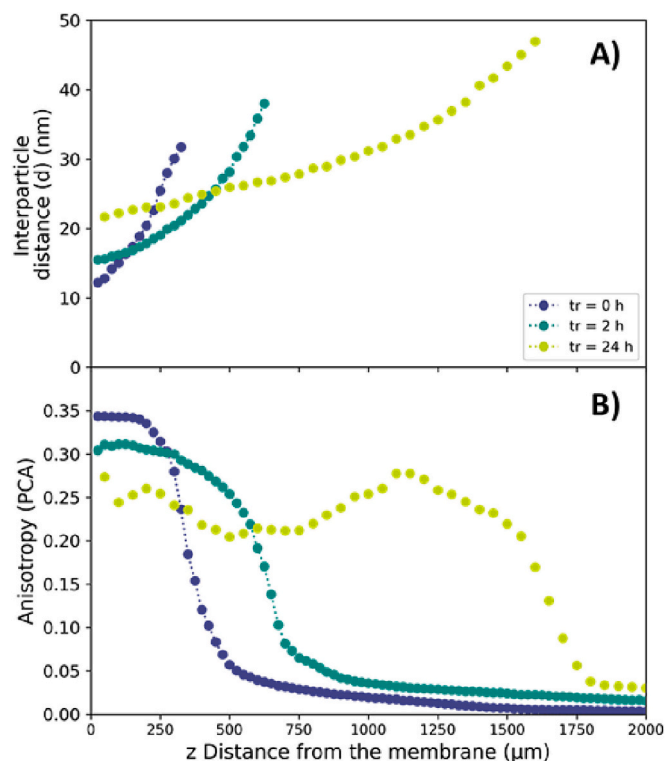 50
40
30
20
10
0
Interparticle
distance (d) (nm)
A)
tr = 0 h
tr = 2 h
tr = 24 h
0.35
0.30
0.25
0.20
0.15
0.10
0.05
0.00
Anisotropy (PCA)
B)
0 250 500 750 1000 1250 1500 1750 2000
z Distance from the membrane (μm)